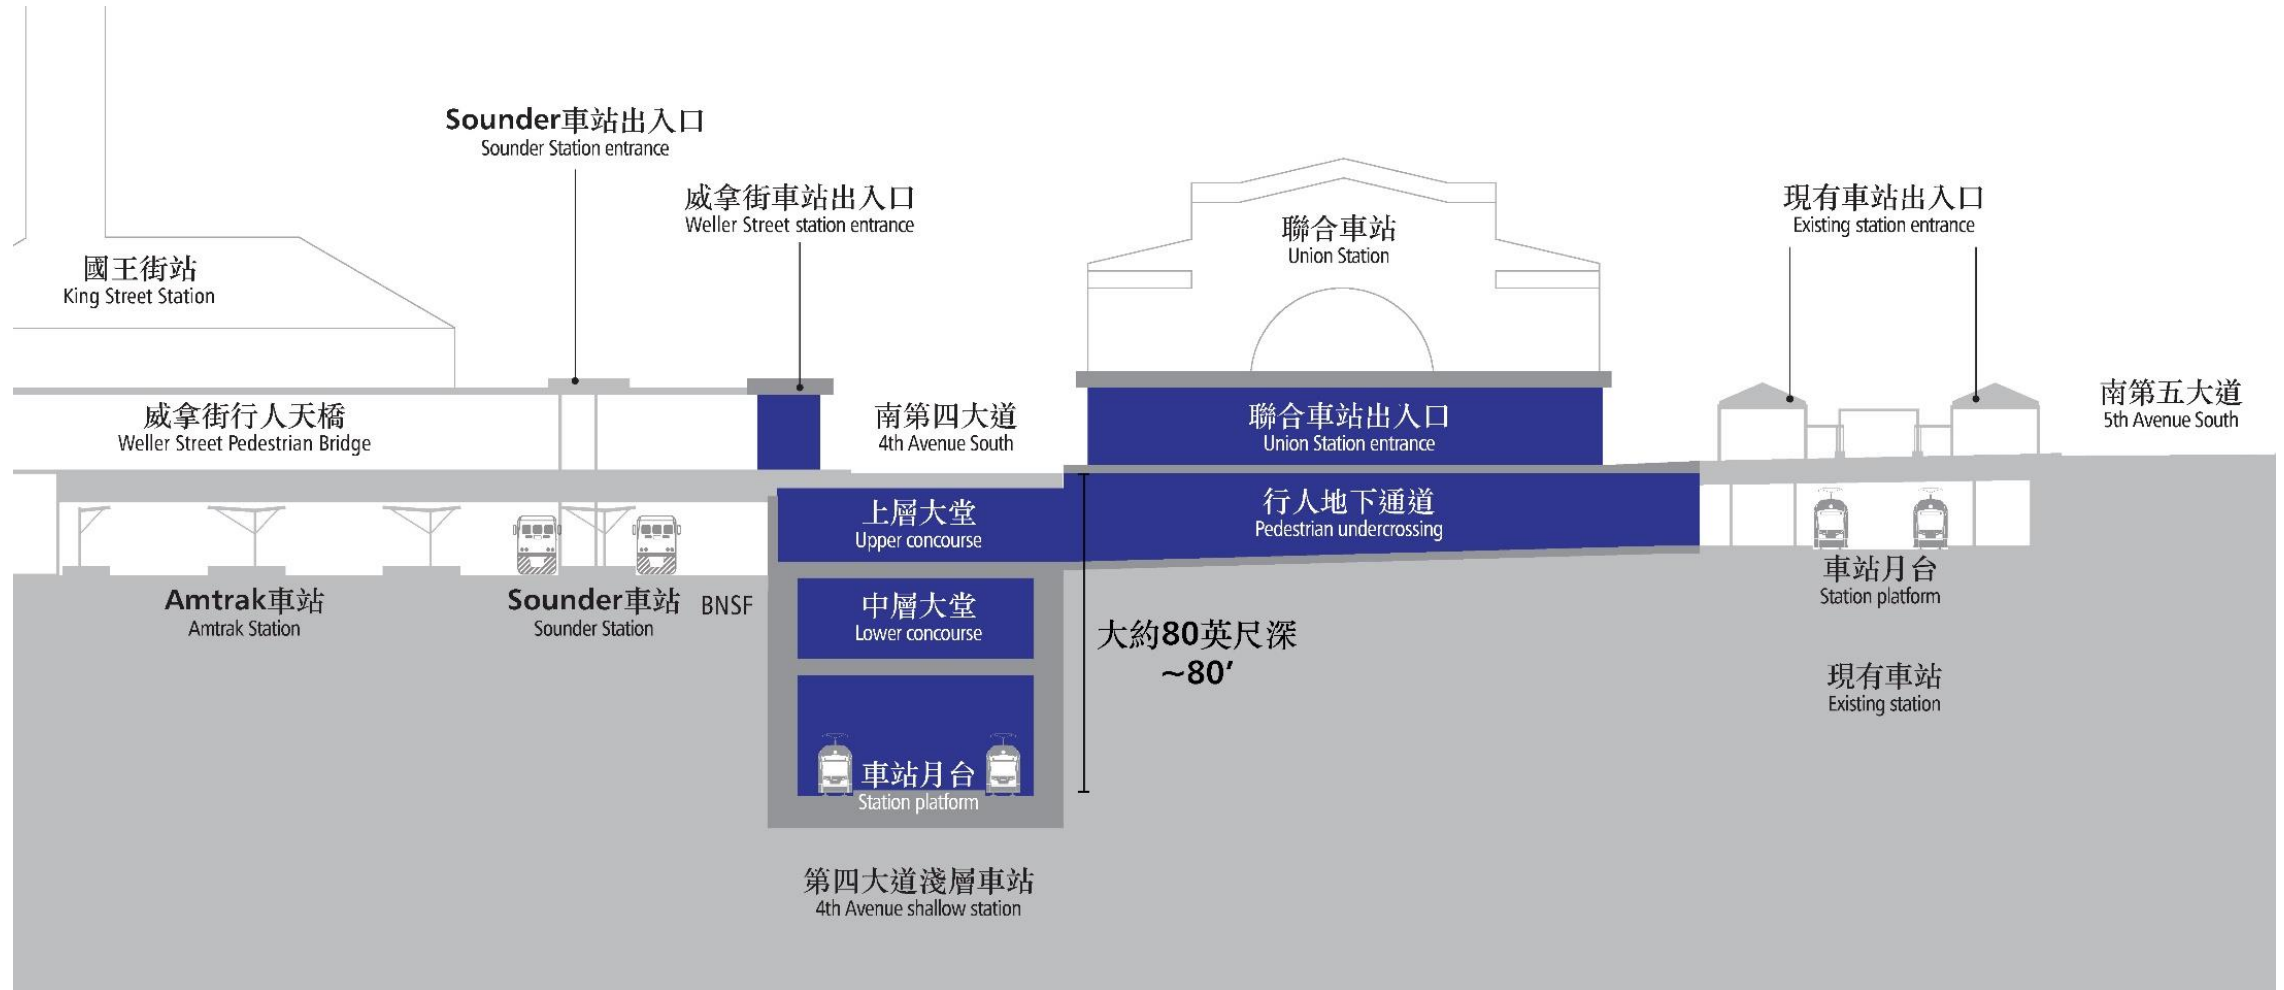 Sounder車站出入口
Sounder Station entrance
威拿街車站出入口
Weller Street station entrance
國王街站
King Street Station
聯合車站
Union Station
現有車站出入口
Existing station entrance
威拿街行人天橋
Weller Street Pedestrian Bridge
南第四大道
4th Avenue South
聯合車站出入口
Union Station entrance
南第五大道
5th Avenue South
上層大堂
Upper concourse
行人地下通道
Pedestrian undercrossing
Amtrak車站
Amtrak Station
Sounder車站
Sounder Station
BNSF
中層大堂
Lower concourse
大約80英尺深
~80’
車站月台
Station platform
現有車站
Existing station
車站月台
Station platform
第四大道淺層車站
4th Avenue shallow station